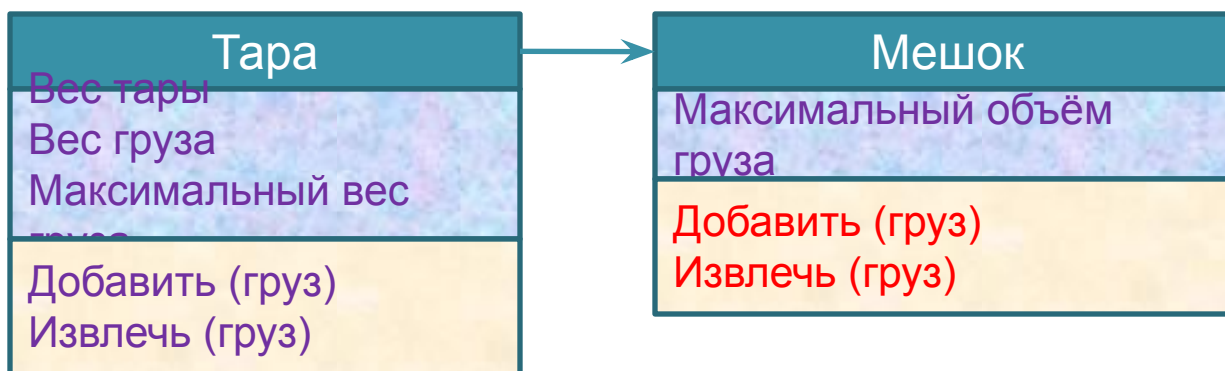 Тара
Вес тары
Вес груза
Максимальный вес
груза
Добавить (груз)
Извлечь (груз)
Мешок
Максимальный объём
груза
Добавить (груз)
Извлечь (груз)